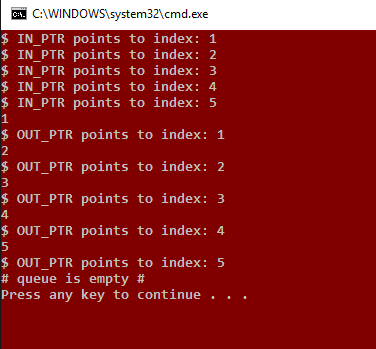 C:\WINDOWS\system32\cmd.exe
$ IN_PTR points to index: 1
$ IN_PTR points to index: 2
$ IN_PTR points to index: 3
$ IN_PTR points to index: 4
$ IN_PTR points to index: 5
1
$ OUT_PTR points to index: 1
2
$ OUT_PTR points to index: 2
3
$ OUT_PTR points to index: 3
4
$ OUT_PTR points to index: 4
5
$ OUT_PTR points to index: 5
# queue is empty #
Press any key to continue . . .